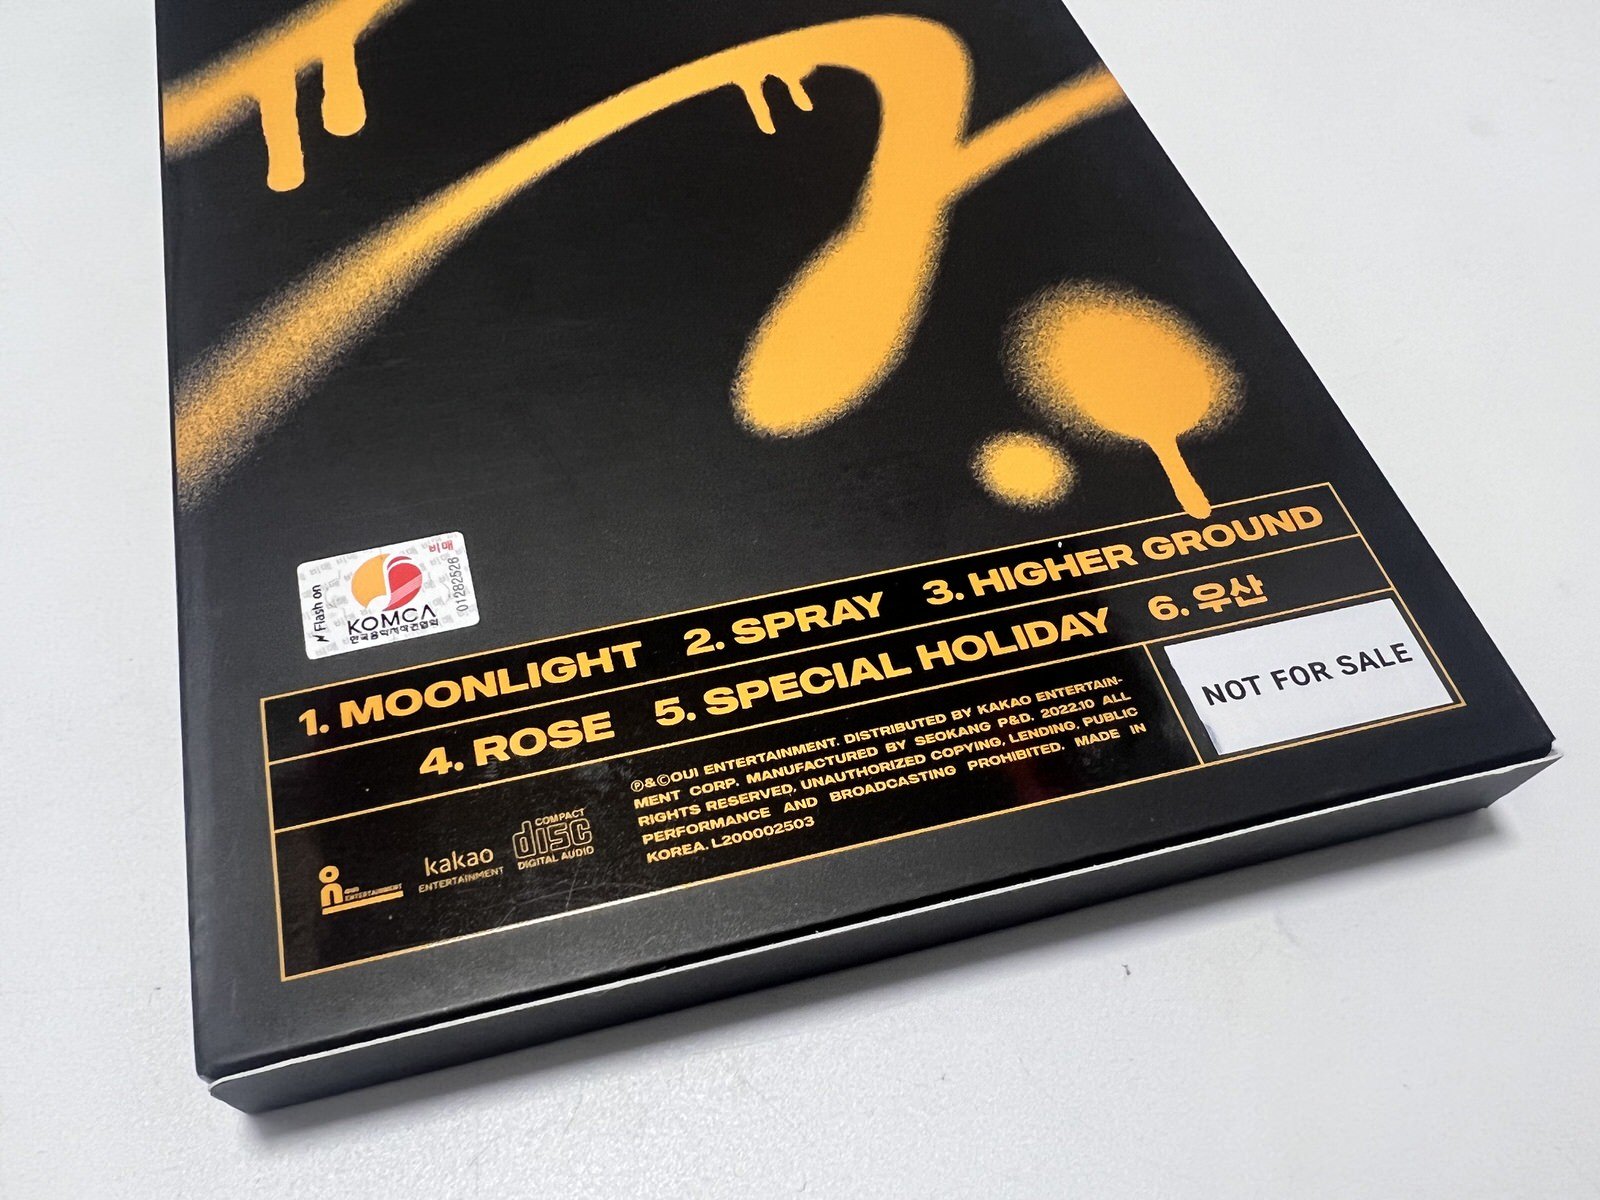 Flash on
KOMCA
한국음악저작권협회
01282526
1. MOONLIGHT 2. SPRAY 3. HIGHER GROUND
4. ROSE 5. SPECIAL HOLIDAY 6. 우산
NOT FOR SALE
ENTERTAINMENT
kakao
ENTERTAINMENT
COMPACT
disc
DIGITAL AUDIO
℗&©OUI ENTERTAINMENT. DISTRIBUTED BY KAKAO ENTERTAIN-
MENT CORP. MANUFACTURED BY SEOKANG P&D. 2022.10 ALL
RIGHTS RESERVED, UNAUTHORIZED COPYING, LENDING, PUBLIC
PERFORMANCE AND BROADCASTING PROHIBITED. MADE IN
KOREA. L200002503